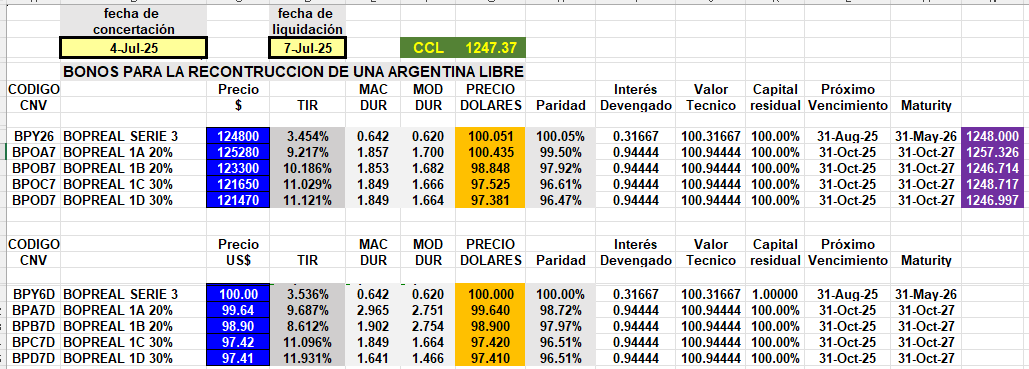 fecha de concertación fecha de liquidación
4-Jul-25 7-Jul-25 CCL 1247.37
BONOS PARA LA RECONTRUCCION DE UNA ARGENTINA LIBRE
CODIGO Precio MAC MOD PRECIO Interés Valor Capital Próximo
CNV $ TIR DUR DUR DOLARES Paridad Devengado Tecnico residual Vencimiento Maturity
BPY26 BOPREAL SERIE 3 124800 3.454% 0.642 0.620 100.051 100.05% 0.31667 100.31667 100.00% 31-Aug-25 31-May-26 1248.000
BPOA7 BOPREAL 1A 20% 125280 9.217% 1.857 1.700 100.435 99.50% 0.94444 100.94444 100.00% 31-Oct-25 31-Oct-27 1257.326
BPOB7 BOPREAL 1B 20% 123300 10.186% 1.853 1.682 98.848 97.92% 0.94444 100.94444 100.00% 31-Oct-25 31-Oct-27 1246.714
BPOC7 BOPREAL 1C 30% 121650 11.029% 1.849 1.666 97.525 96.61% 0.94444 100.94444 100.00% 31-Oct-25 31-Oct-27 1248.717
BPOD7 BOPREAL 1D 30% 121470 11.121% 1.849 1.664 97.381 96.47% 0.94444 100.94444 100.00% 31-Oct-25 31-Oct-27 1246.997
CODIGO Precio MAC MOD PRECIO Interés Valor Capital Próximo
CNV US$ TIR DUR DUR DOLARES Paridad Devengado Tecnico residual Vencimiento Maturity
BPY6D BOPREAL SERIE 3 100.00 3.536% 0.642 0.620 100.000 100.00% 0.31667 100.31667 1.00000 31-Aug-25 31-May-26
BPA7D BOPREAL 1A 20% 99.64 9.687% 2.965 2.751 99.640 98.72% 0.94444 100.94444 100.00% 31-Oct-25 31-Oct-27
BPB7D BOPREAL 1B 20% 98.90 8.612% 1.902 2.754 98.900 97.97% 0.94444 100.94444 100.00% 31-Oct-25 31-Oct-27
BPC7D BOPREAL 1C 30% 97.42 11.096% 1.849 1.664 97.420 96.51% 0.94444 100.94444 100.00% 31-Oct-25 31-Oct-27
BPD7D BOPREAL 1D 30% 97.41 11.931% 1.641 1.466 97.410 96.51% 0.94444 100.94444 100.00% 31-Oct-25 31-Oct-27